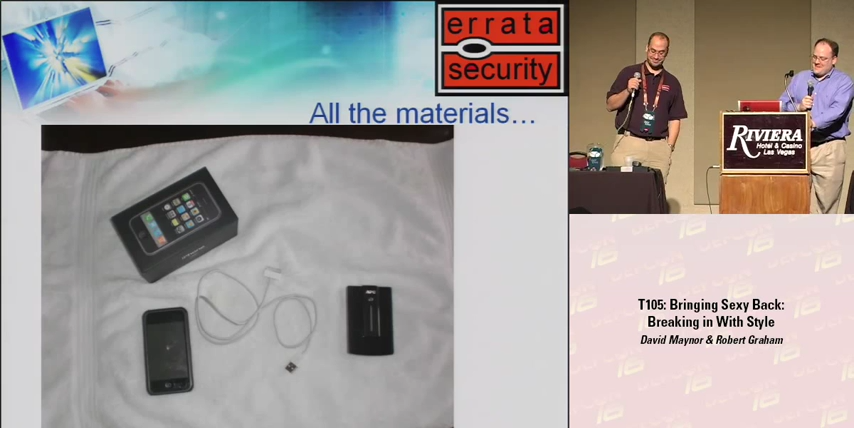 errata
security
All the materials...
RIVIERA
Hotel & Casino
Las Vegas
T105: Bringing Sexy Back:
Breaking in With Style
David Maynor & Robert Graham